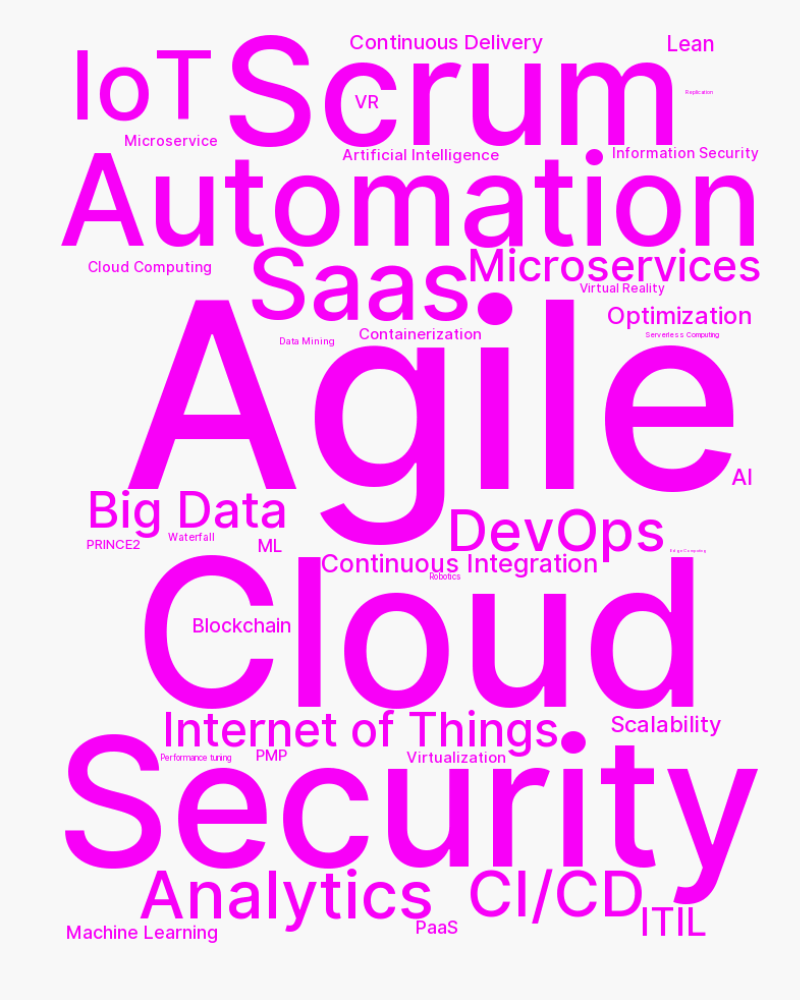 Continuous Delivery
Lean
IoT
Scrum
VR
Replication
Microservice
Artificial Intelligence
Information Security
Automation
Cloud Computing
Saas
Microservices
Virtual Reality
Optimization
Data Mining
Containerization
Serverless Computing
Agile
AI
Big Data
DevOps
PRINCE2
Waterfall
ML
Edge Computing
Continuous Integration
Robotics
Cloud
Blockchain
Internet of Things
Scalability
Performance tuning
PMP
Virtualization
Security
Analytics
CI/CD
ITIL
Machine Learning
PaaS